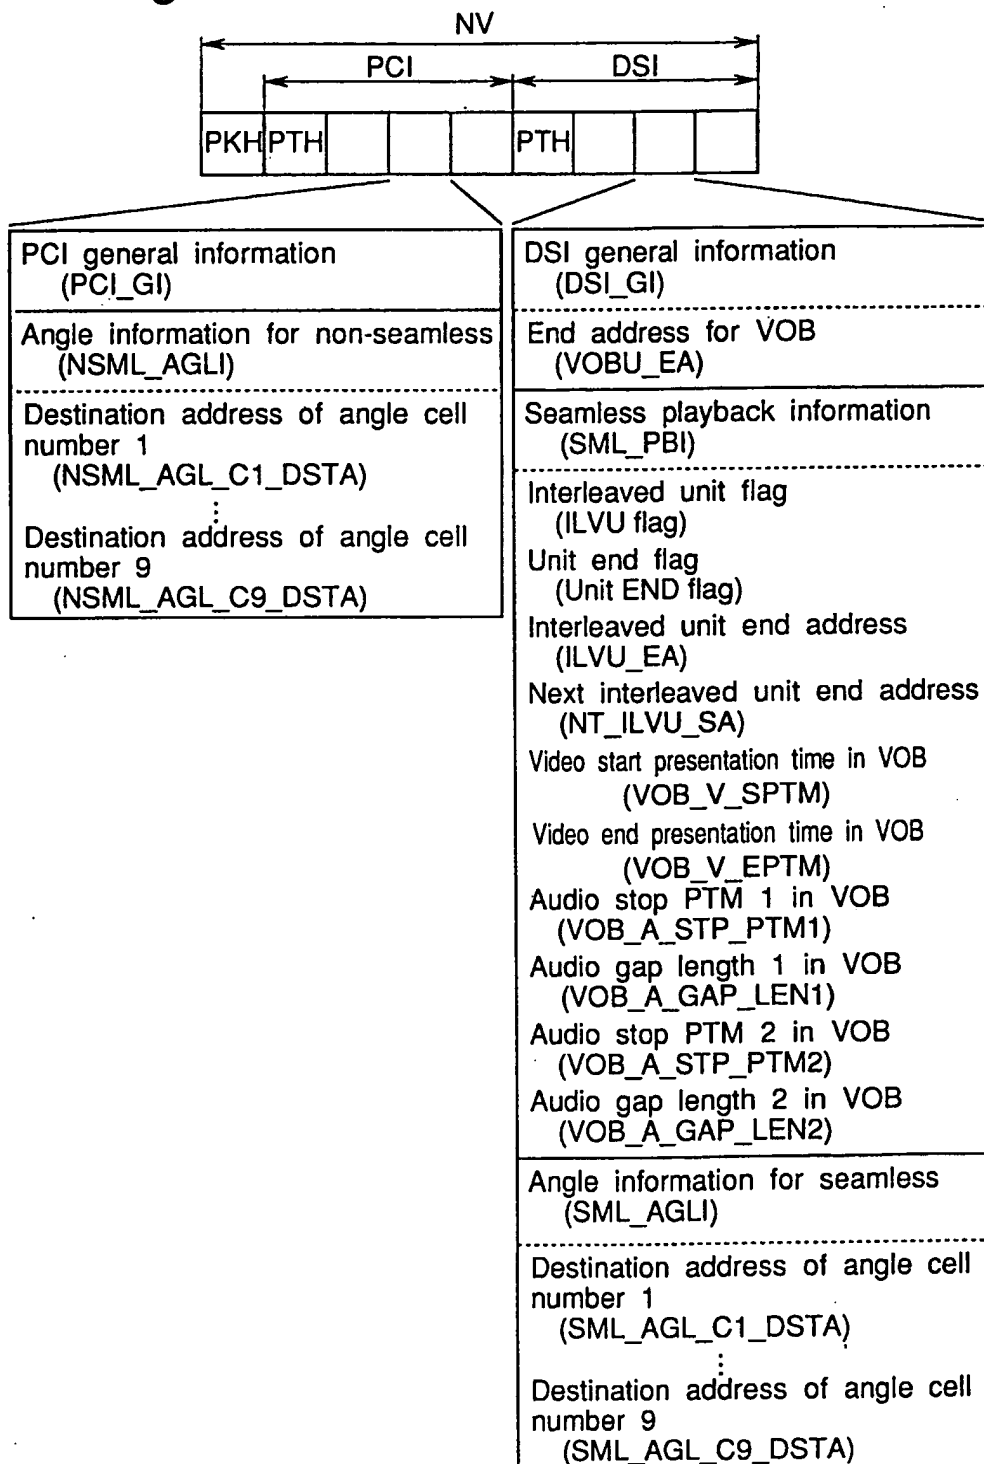 NV
PCI DSI
PKH PTH PTH
PCI general information
(PCI_GI)
Angle information for non-seamless
(NSML_AGLI)
Destination address of angle cell
number 1
(NSML_AGL_C1_DSTA)
⋮
Destination address of angle cell
number 9
(NSML_AGL_C9_DSTA)
DSI general information
(DSI_GI)
End address for VOB
(VOBU_EA)
Seamless playback information
(SML_PBI)
Interleaved unit flag
(ILVU flag)
Unit end flag
(Unit END flag)
Interleaved unit end address
(ILVU_EA)
Next interleaved unit end address
(NT_ILVU_SA)
Video start presentation time in VOB
(VOB_V_SPTM)
Video end presentation time in VOB
(VOB_V_EPTM)
Audio stop PTM 1 in VOB
(VOB_A_STP_PTM1)
Audio gap length 1 in VOB
(VOB_A_GAP_LEN1)
Audio stop PTM 2 in VOB
(VOB_A_STP_PTM2)
Audio gap length 2 in VOB
(VOB_A_GAP_LEN2)
Angle information for seamless
(SML_AGLI)
Destination address of angle cell
number 1
(SML_AGL_C1_DSTA)
⋮
Destination address of angle cell
number 9
(SML_AGL_C9_DSTA)